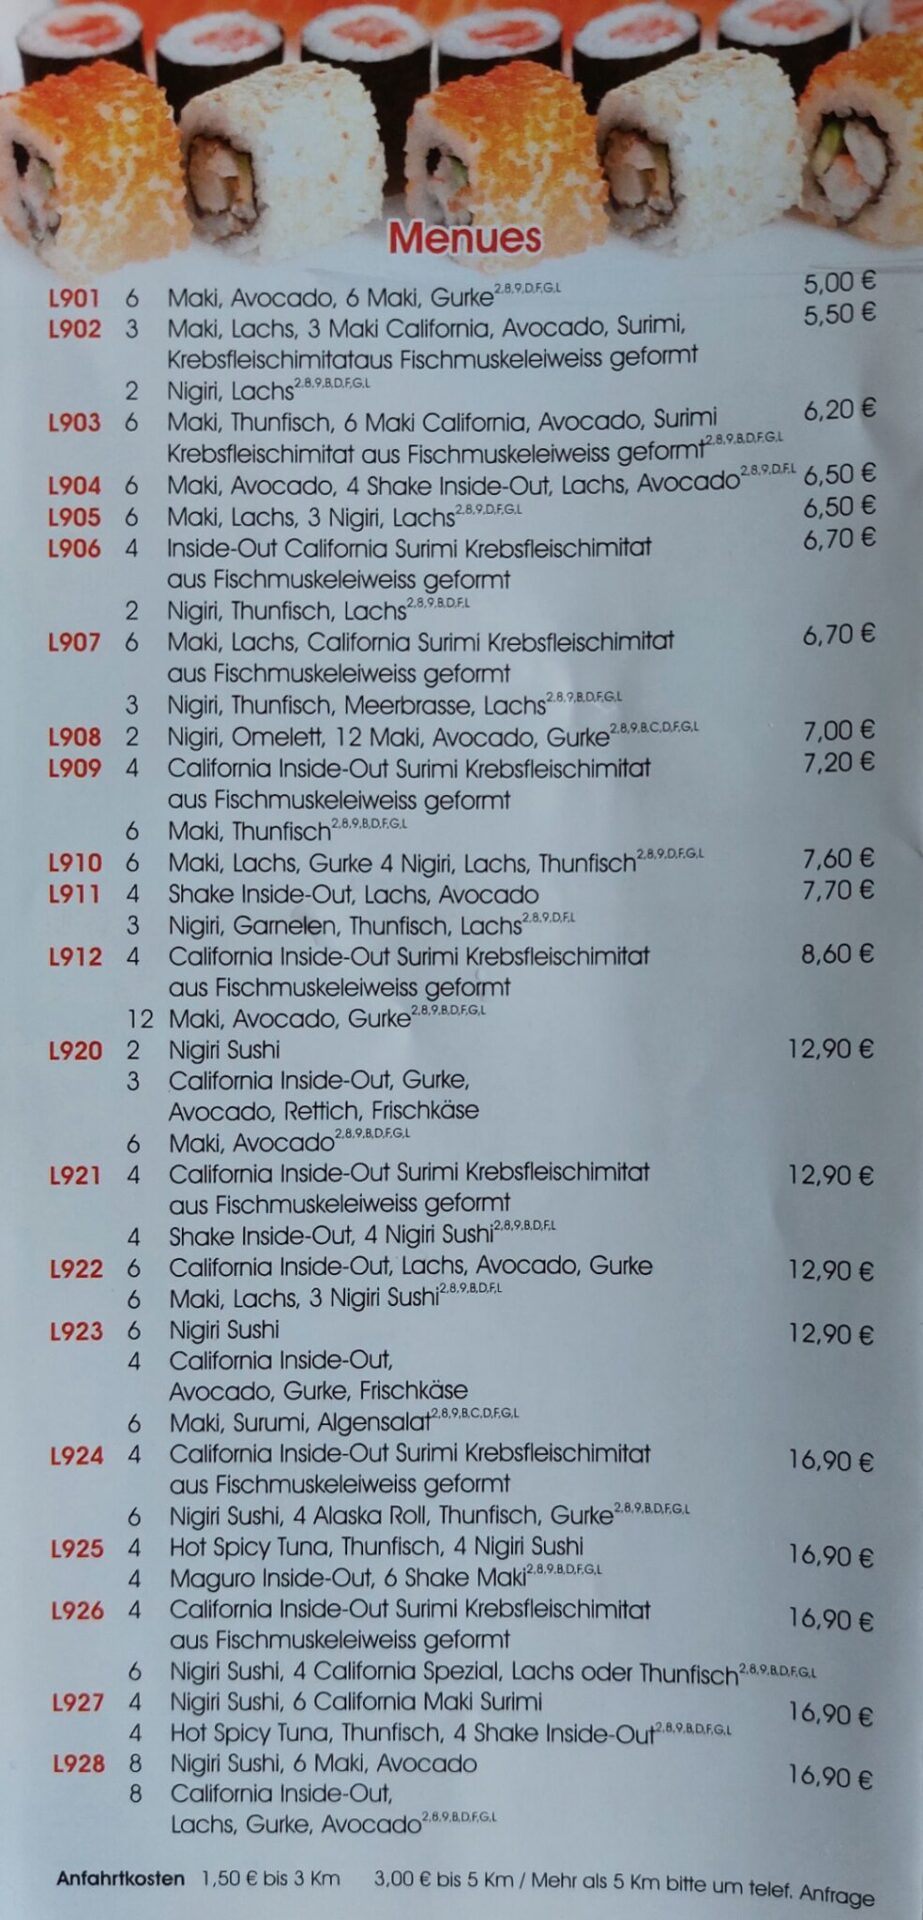 Menues
L901 6 Maki, Avocado, 6 Maki, Gurke2,8,9,D,F,G,L 5,00 €
L902 3 Maki, Lachs, 3 Maki California, Avocado, Surimi, 5,50 €
Krebsfleischimitataus Fischmuskeleiweiss geformt
2 Nigiri, Lachs2,8,9,B,D,F,G,L
L903 6 Maki, Thunfisch, 6 Maki California, Avocado, Surimi 6,20 €
Krebsfleischimitat aus Fischmuskeleiweiss geformt2,8,9,B,D,F,G,L
L904 6 Maki, Avocado, 4 Shake Inside-Out, Lachs, Avocado2,8,9,D,F,L 6,50 €
L905 6 Maki, Lachs, 3 Nigiri, Lachs2,8,9,D,F,G,L 6,50 €
L906 4 Inside-Out California Surimi Krebsfleischimitat 6,70 €
aus Fischmuskeleiweiss geformt
2 Nigiri, Thunfisch, Lachs2,8,9,B,D,F,L
L907 6 Maki, Lachs, California Surimi Krebsfleischimitat 6,70 €
aus Fischmuskeleiweiss geformt
3 Nigiri, Thunfisch, Meerbrasse, Lachs2,8,9,B,D,F,G,L
L908 2 Nigiri, Omelett, 12 Maki, Avocado, Gurke2,8,9,B,C,D,F,G,L 7,00 €
L909 4 California Inside-Out Surimi Krebsfleischimitat 7,20 €
aus Fischmuskeleiweiss geformt
6 Maki, Thunfisch2,8,9,B,D,F,G,L
L910 6 Maki, Lachs, Gurke 4 Nigiri, Lachs, Thunfisch2,8,9,D,F,G,L 7,60 €
L911 4 Shake Inside-Out, Lachs, Avocado 7,70 €
3 Nigiri, Garnelen, Thunfisch, Lachs2,8,9,D,F,L
L912 4 California Inside-Out Surimi Krebsfleischimitat 8,60 €
aus Fischmuskeleiweiss geformt
12 Maki, Avocado, Gurke2,8,9,B,D,F,G,L
L920 2 Nigiri Sushi 12,90 €
3 California Inside-Out, Gurke,
Avocado, Rettich, Frischkäse
6 Maki, Avocado2,8,9,B,D,F,G,L
L921 4 California Inside-Out Surimi Krebsfleischimitat 12,90 €
aus Fischmuskeleiweiss geformt
4 Shake Inside-Out, 4 Nigiri Sushi2,8,9,B,D,F,L
L922 6 California Inside-Out, Lachs, Avocado, Gurke 12,90 €
6 Maki, Lachs, 3 Nigiri Sushi2,8,9,B,D,F,L
L923 6 Nigiri Sushi 12,90 €
4 California Inside-Out,
Avocado, Gurke, Frischkäse
6 Maki, Surumi, Algensalat2,8,9,B,C,D,F,G,L
L924 4 California Inside-Out Surimi Krebsfleischimitat 16,90 €
aus Fischmuskeleiweiss geformt
6 Nigiri Sushi, 4 Alaska Roll, Thunfisch, Gurke2,8,9,B,D,F,G,L
L925 4 Hot Spicy Tuna, Thunfisch, 4 Nigiri Sushi 16,90 €
4 Maguro Inside-Out, 6 Shake Maki2,8,9,B,D,F,G,L
L926 4 California Inside-Out Surimi Krebsfleischimitat 16,90 €
aus Fischmuskeleiweiss geformt
6 Nigiri Sushi, 4 California Spezial, Lachs oder Thunfisch2,8,9,B,D,F,G,L
L927 4 Nigiri Sushi, 6 California Maki Surimi 16,90 €
4 Hot Spicy Tuna, Thunfisch, 4 Shake Inside-Out2,8,9,B,D,F,G,L
L928 8 Nigiri Sushi, 6 Maki, Avocado 16,90 €
8 California Inside-Out,
Lachs, Gurke, Avocado2,8,9,B,D,F,G,L
Anfahrtkosten 1,50 € bis 3 Km 3,00 € bis 5 Km / Mehr als 5 Km bitte um telef. Anfrage